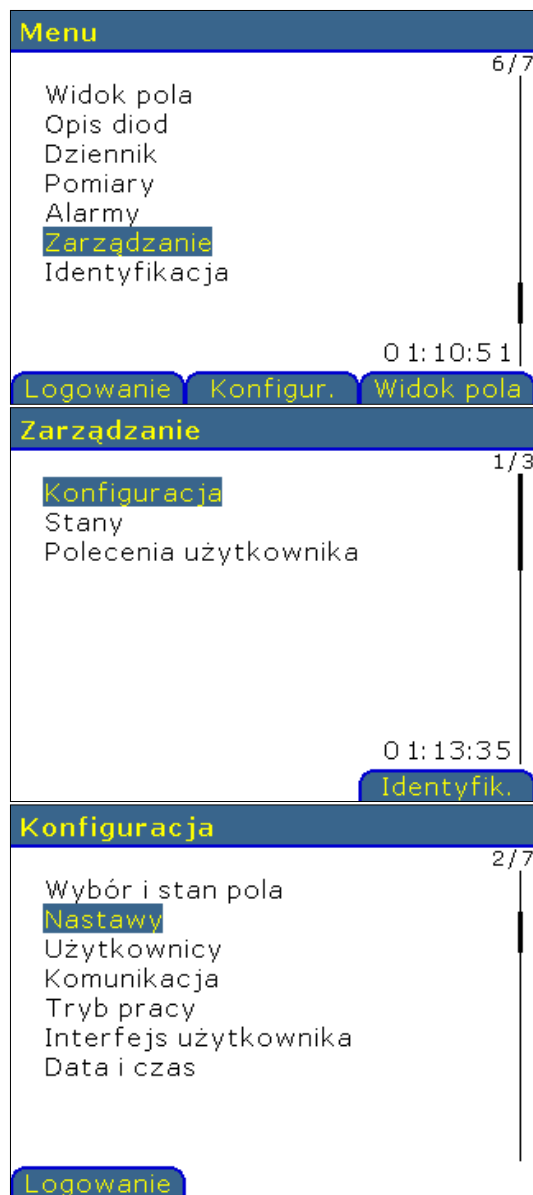 Menu
6/7
Widok pola
Opis diod
Dziennik
Pomiary
Alarmy
Zarządzanie
Identyfikacja
01:10:51
Logowanie Konfigur. Widok pola
Zarządzanie
1/3
Konfiguracja
Stany
Polecenia użytkownika
01:13:35
Identyfik.
Konfiguracja
2/7
Wybór i stan pola
Nastawy
Użytkownicy
Komunikacja
Tryb pracy
Interfejs użytkownika
Data i czas
Logowanie